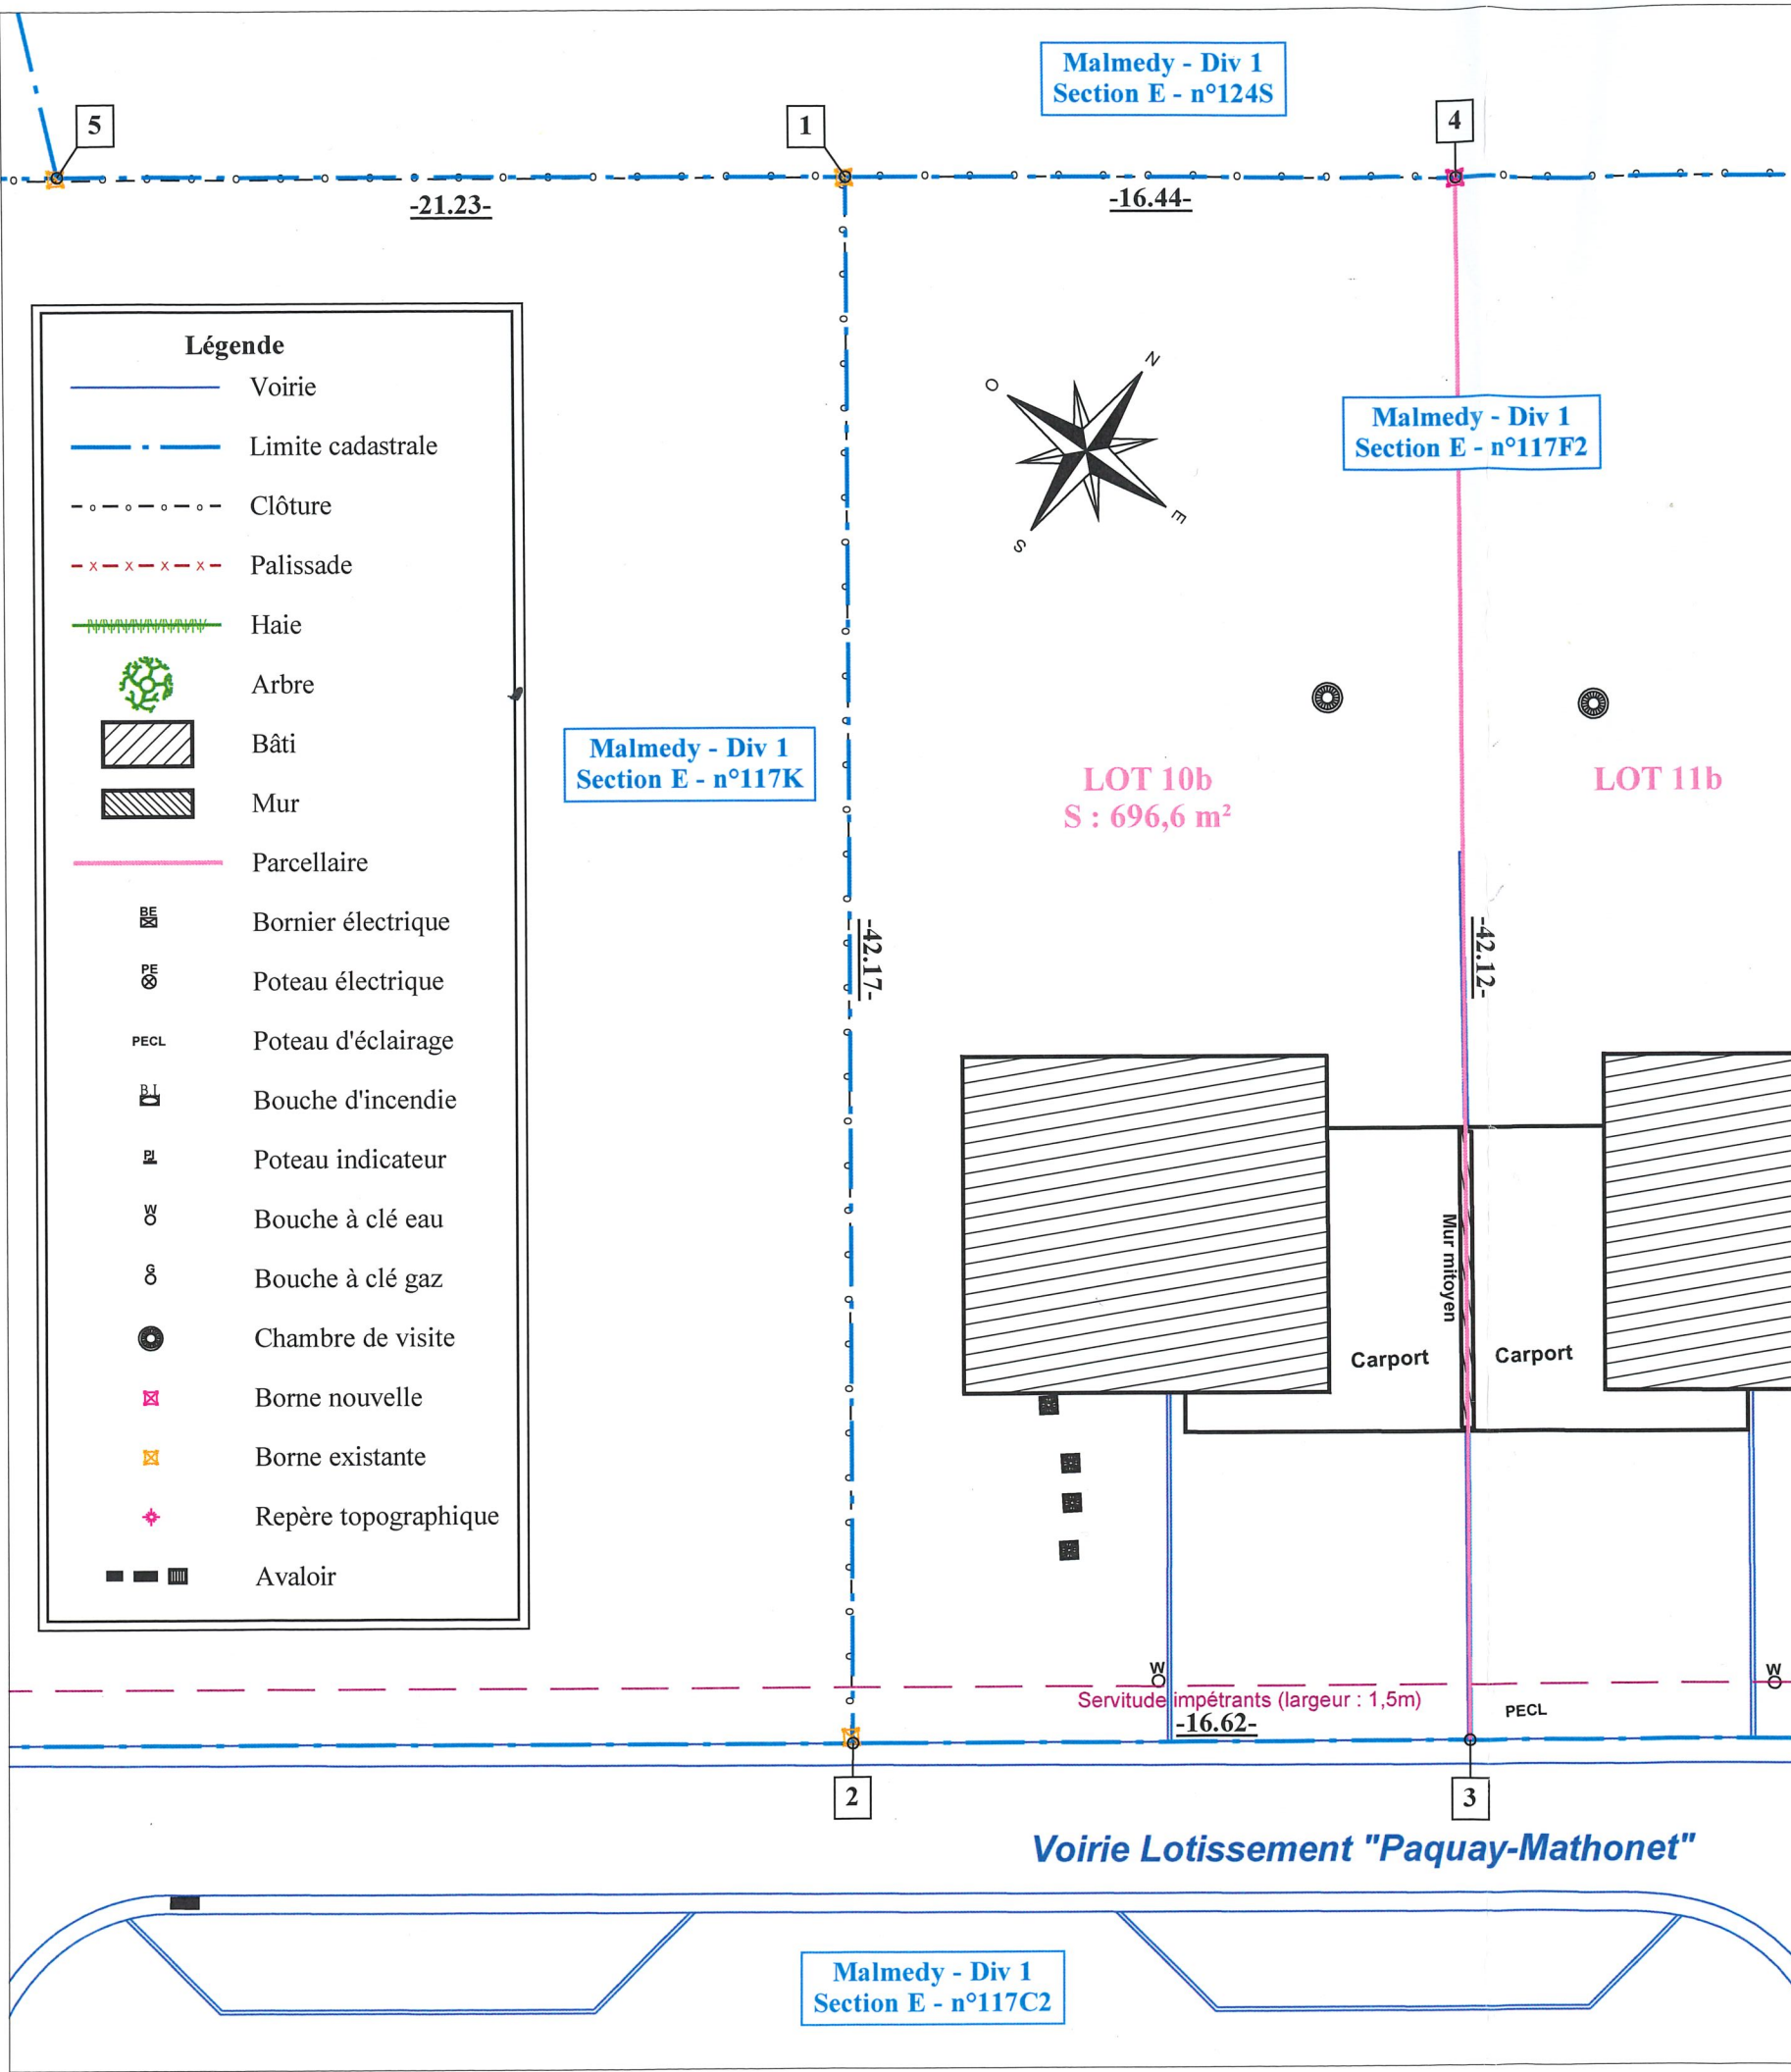 Malmedy - Div 1
Section E - n°124S
5
1
4
-21.23-
-16.44-
Légende
Voirie
Limite cadastrale
Clôture
Palissade
Haie
Arbre
Bâti
Mur
Parcellaire
BE
Bornier électrique
PE
Poteau électrique
PECL
Poteau d'éclairage
B.I
Bouche d'incendie
PI
Poteau indicateur
W
Bouche à clé eau
G
Bouche à clé gaz
Chambre de visite
Borne nouvelle
Borne existante
Repère topographique
Avaloir
N
O
E
S
Malmedy - Div 1
Section E - n°117F2
Malmedy - Div 1
Section E - n°117K
LOT 10b
S : 696,6 m²
LOT 11b
-42.17-
-42.12-
Mur mitoyen
Carport
Carport
W
W
Servitude impétrants (largeur : 1,5m)
PECL
-16.62-
2
3
Voirie Lotissement "Paquay-Mathonet"
Malmedy - Div 1
Section E - n°117C2